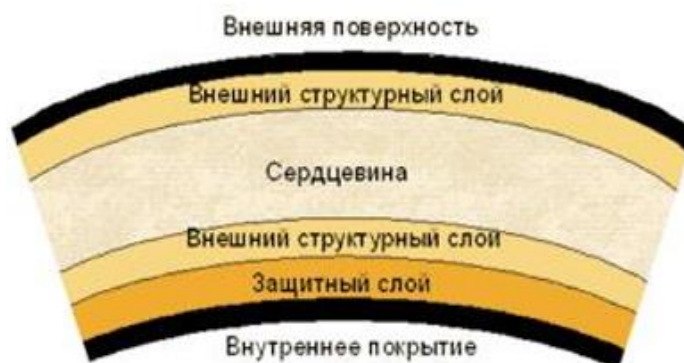 Внешняя поверхность
Внешний структурный слой
Сердцевина
Внешний структурный слой
Защитный слой
Внутреннее покрытие